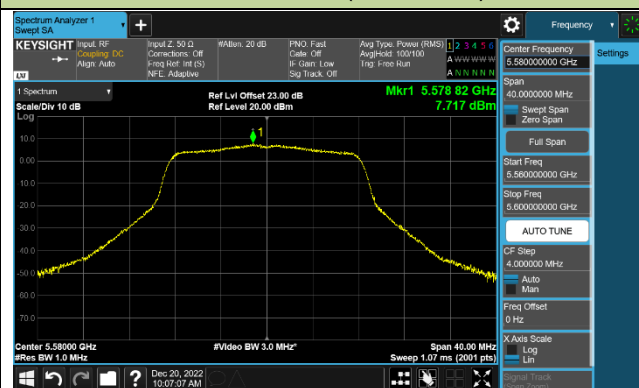 Spectrum Analyzer 1
Swept SA
+
Frequency
KEYSIGHT
Input: RF
Coupling: DC
Align: Auto
Input Z: 50 Ω
Corrections: Off
Freq Ref: Int (S)
NFE: Adaptive
#Atten: 20 dB
PNO: Fast
Gate: Off
IF Gain: Low
Sig Track: Off
Avg Type: Power (RMS)
Avg|Hold: 100/100
Trig: Free Run
1 2 3 4 5 6
A W W W W W
A N N N N N
LXI
1 Spectrum
Scale/Div 10 dB
Log
Ref Lvl Offset 23.00 dB
Ref Level 20.00 dBm
Mkr1 5.578 82 GHz
7.717 dBm
1
10.0
0.00
10.0
20.0
30.0
40.0
50.0
60.0
70.0
Center 5.58000 GHz
#Res BW 1.0 MHz
#Video BW 3.0 MHz*
Span 40.00 MHz
Sweep 1.07 ms (2001 pts)
?
Dec 20, 2022
10:07:07 AM
Center Frequency
5.580000000 GHz
Settings
Span
40.0000000 MHz
Swept Span
Zero Span
Full Span
Start Freq
5.560000000 GHz
Stop Freq
5.600000000 GHz
AUTO TUNE
CF Step
4.000000 MHz
Auto
Man
Freq Offset
0 Hz
X Axis Scale
Log
Lin
Signal Track